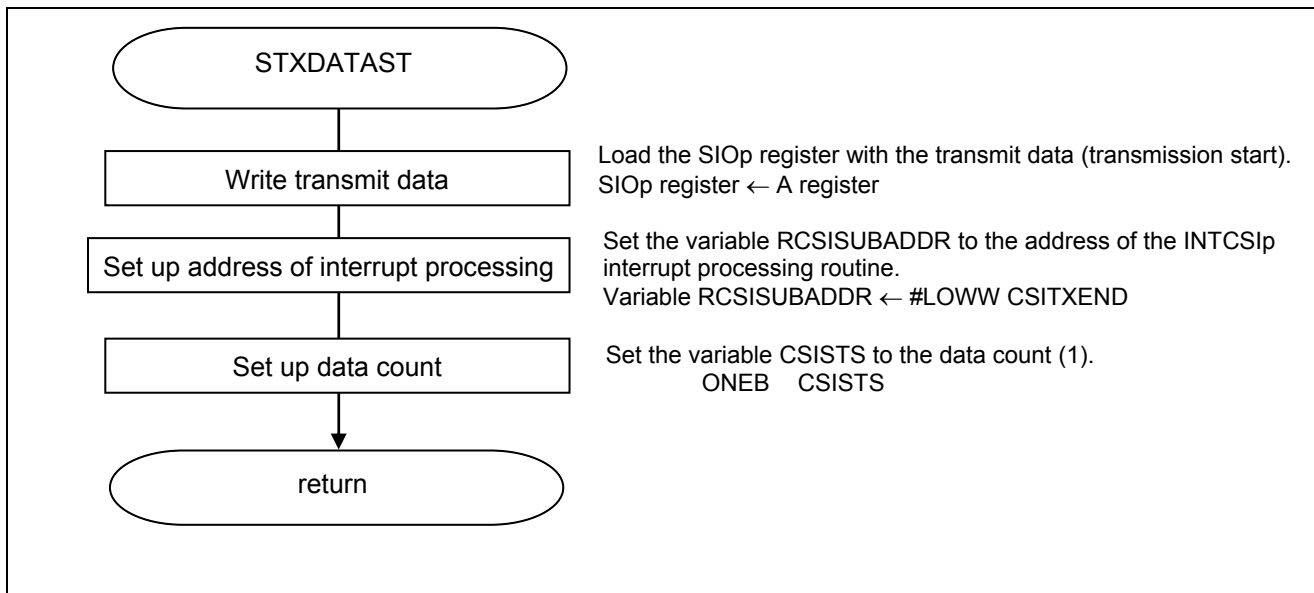 STXDATAST
Write transmit data
Load the SIOp register with the transmit data (transmission start).
SIOp register ← A register
Set up address of interrupt processing
Set the variable RCSISUBADDR to the address of the INTCSIp
interrupt processing routine.
Variable RCSISUBADDR ← #LOWW CSITXEND
Set up data count
Set the variable CSISTS to the data count (1).
ONEB CSISTS
return